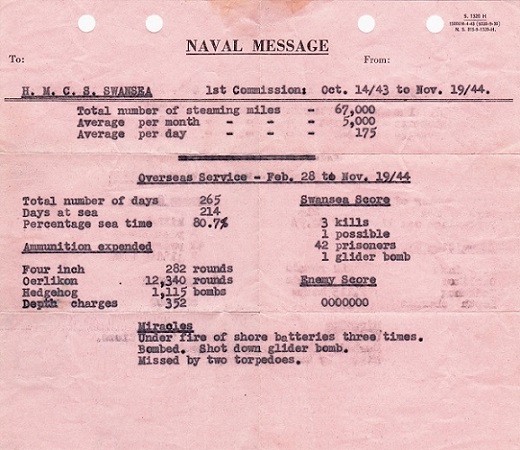 S. 1320 H
NAVAL MESSAGE
To: From:
H. M. C. S. SWANSEA 1st Commission: Oct. 14/43 to Nov. 19/44.
Total number of steaming miles - 67,000
Average per month - - - 5,000
Average per day - - - 175
Overseas Service - Feb. 28 to Nov. 19/44
Total number of days 265
Days at sea 214
Percentage sea time 80.7%
Swansea Score
3 kills
1 possible
42 prisoners
1 glider bomb
Ammunition expended
Four inch 282 rounds
Oerlikon 12,340 rounds
Hedgehog 1,115 bombs
Depth charges 352
Enemy Score
0000000
Miracles
Under fire of shore batteries three times.
Bombed. Shot down glider bomb.
Missed by two torpedoes.